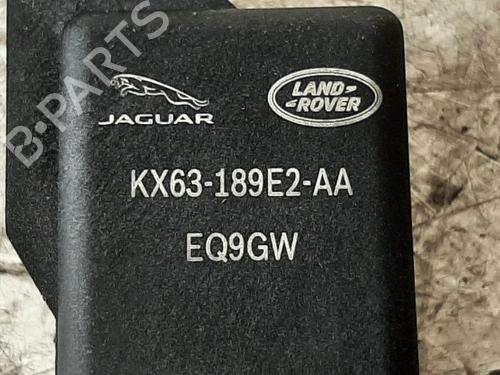 B-PARTS
JAGUAR
LAND
ROVER
KX63-189E2-AA
EQ9GW